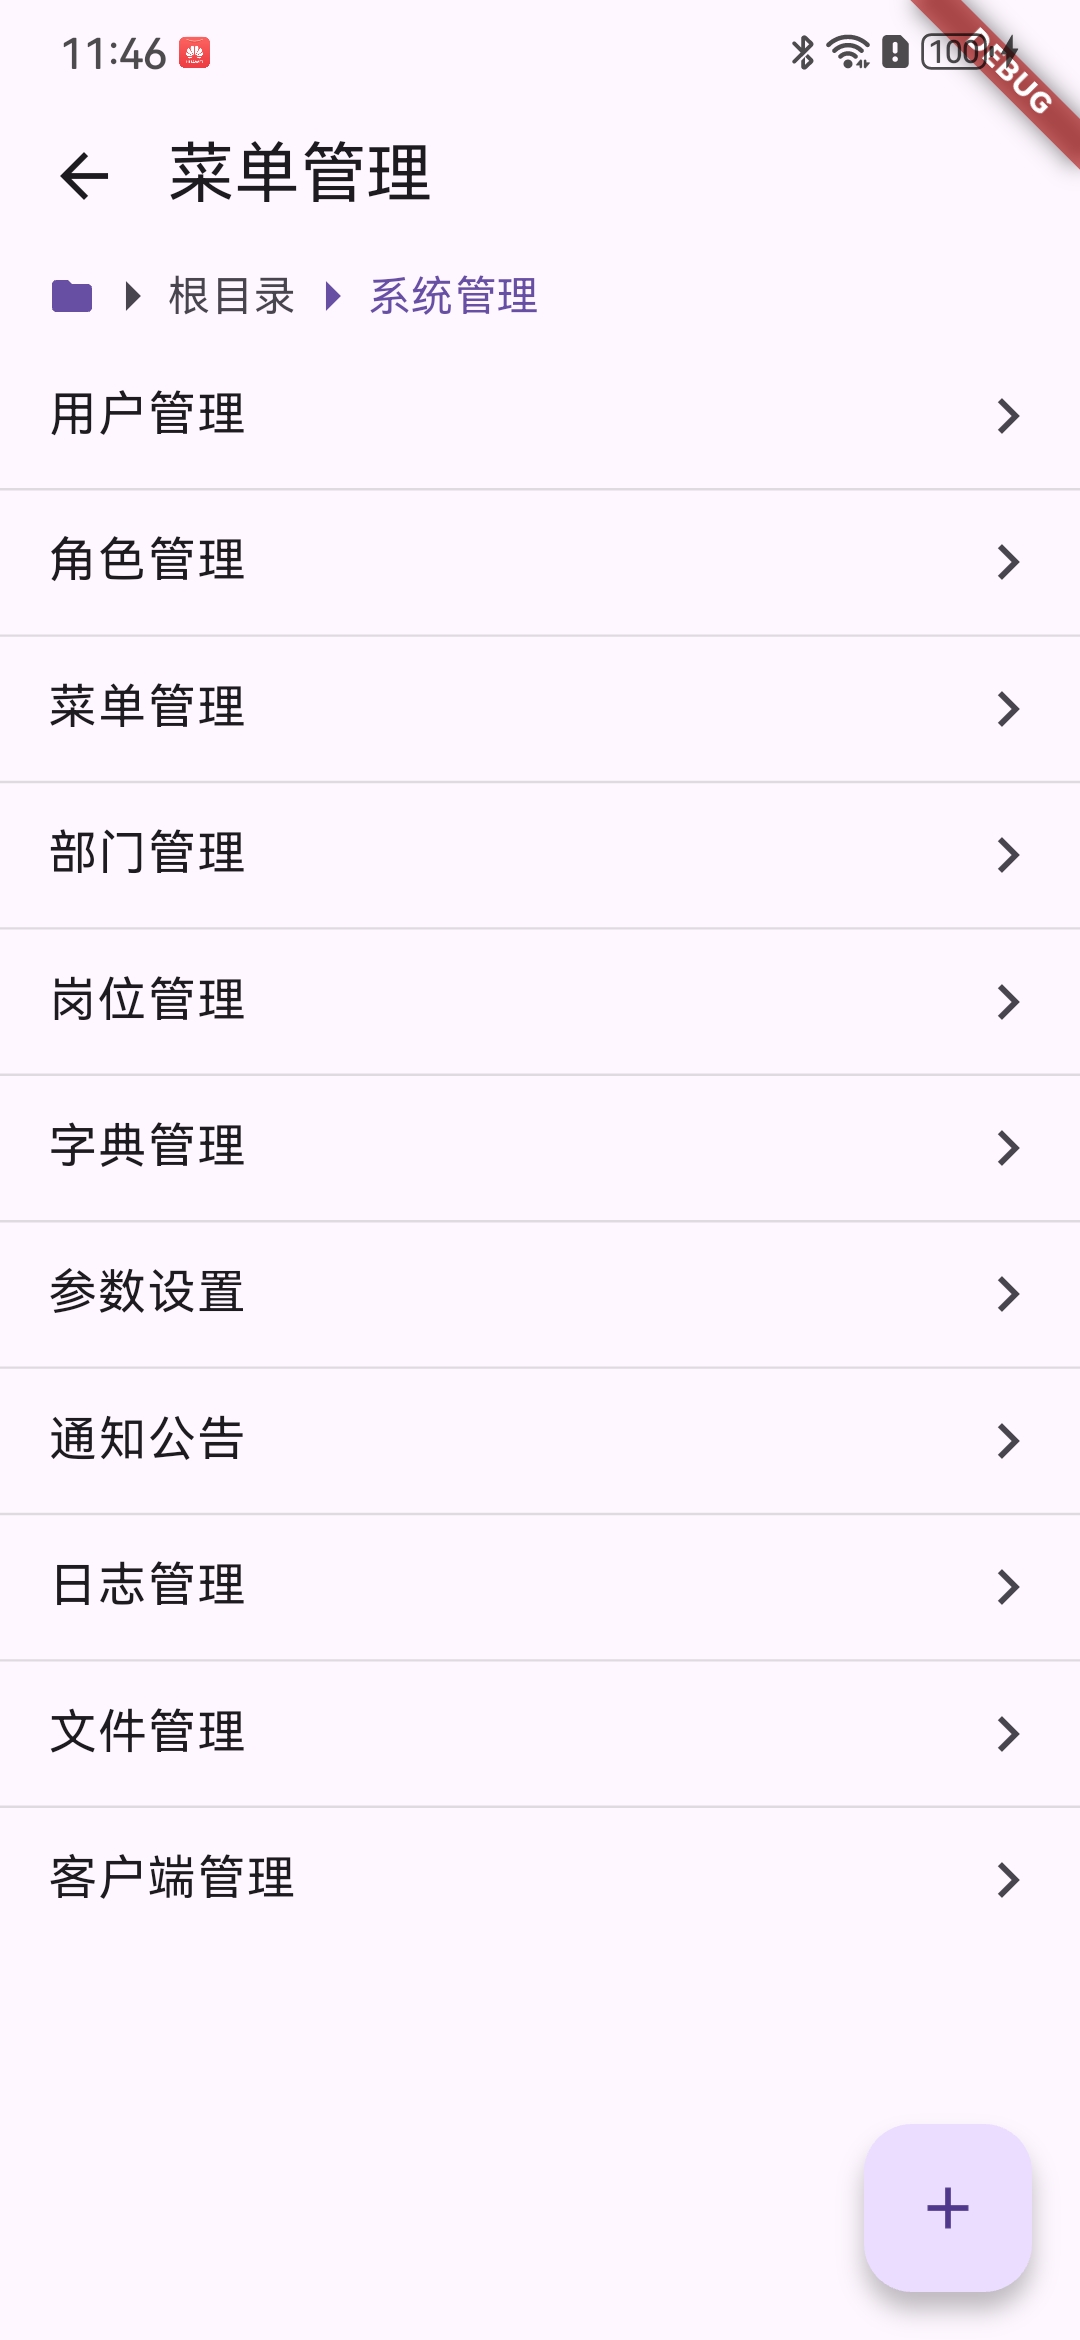 11:46
100
DEBUG
菜单管理
根目录 系统管理
用户管理
角色管理
菜单管理
部门管理
岗位管理
字典管理
参数设置
通知公告
日志管理
文件管理
客户端管理